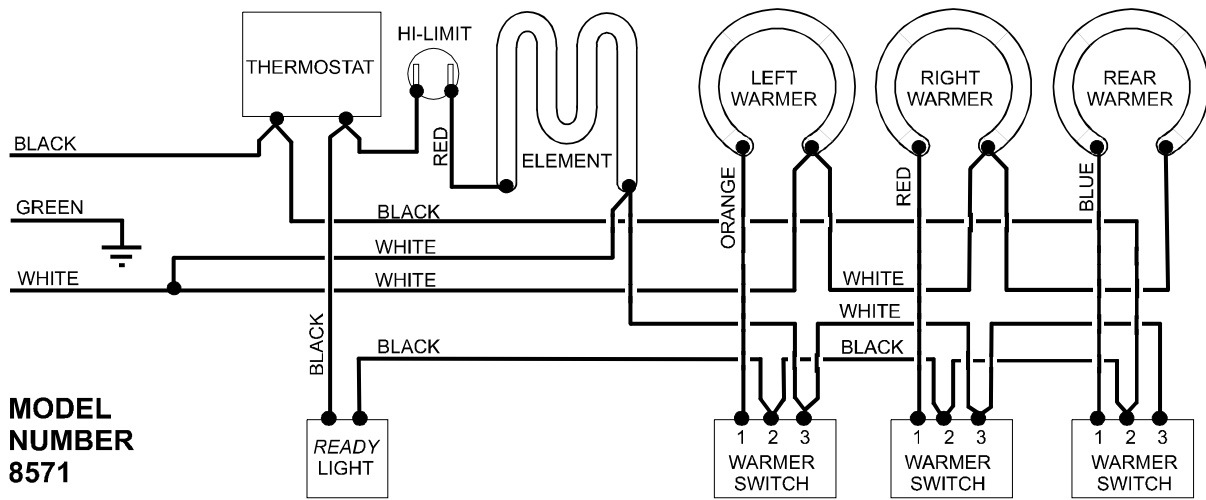 THERMOSTAT
HI-LIMIT
ELEMENT
LEFT
WARMER
RIGHT
WARMER
REAR
WARMER
BLACK
RED
ORANGE
RED
BLUE
GREEN
BLACK
WHITE
WHITE
WHITE
WHITE
WHITE
BLACK
BLACK
BLACK
MODEL
NUMBER
8571
READY
LIGHT
1 2 3
WARMER
SWITCH
1 2 3
WARMER
SWITCH
1 2 3
WARMER
SWITCH